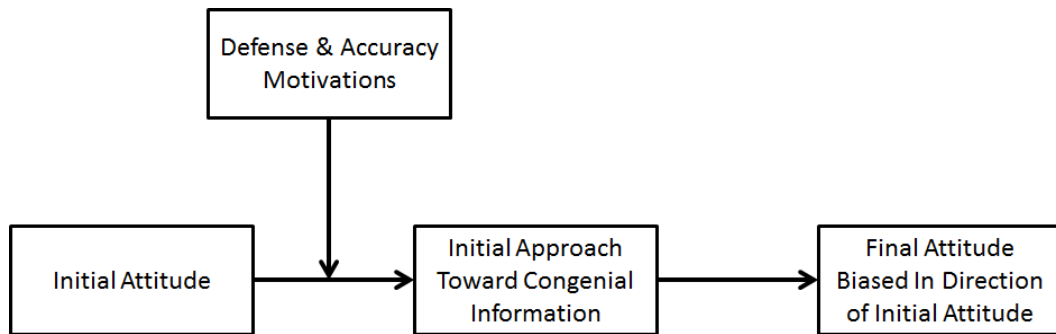 Defense & Accuracy
Motivations
Initial Attitude
Initial Approach
Toward Congenial
Information
Final Attitude
Biased In Direction
of Initial Attitude